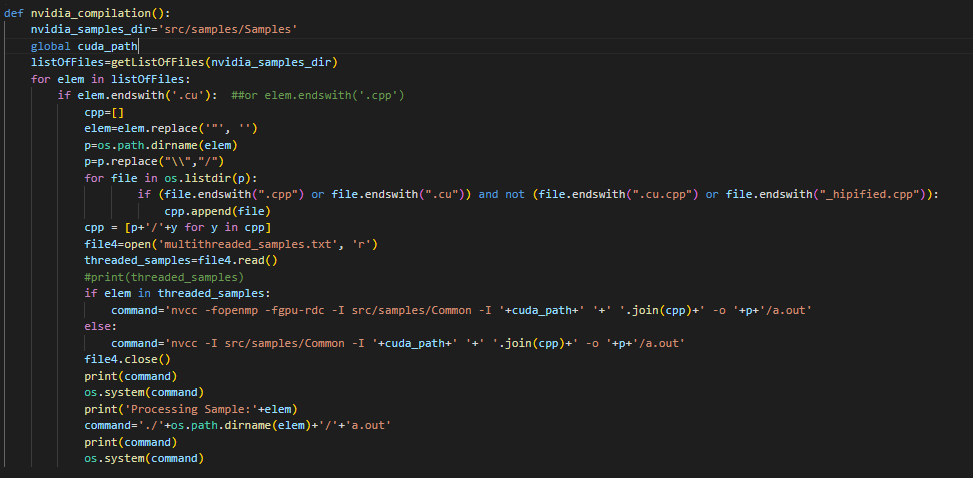 def nvidia_compilation():
    nvidia_samples_dir='src/samples/Samples'
    global cuda_path
    listOfFiles=getListOfFiles(nvidia_samples_dir)
    for elem in listOfFiles:
        if elem.endswith('.cu'):  ##or elem.endswith('.cpp')
            cpp=[]
            elem=elem.replace('"', '')
            p=os.path.dirname(elem)
            p=p.replace("\\","/")
            for file in os.listdir(p):
                    if (file.endswith(".cpp") or file.endswith(".cu")) and not (file.endswith(".cu.cpp") or file.endswith("_hipified.cpp")):
                        cpp.append(file)
            cpp = [p+'/'+y for y in cpp]
            file4=open('multithreaded_samples.txt', 'r')
            threaded_samples=file4.read()
            #print(threaded_samples)
            if elem in threaded_samples:
                command='nvcc -fopenmp -fgpu-rdc -I src/samples/Common -I '+cuda_path+' '+' '.join(cpp)+' -o '+p+'/a.out'
            else:
                command='nvcc -I src/samples/Common -I '+cuda_path+' '+' '.join(cpp)+' -o '+p+'/a.out'
            file4.close()
            print(command)
            os.system(command)
            print('Processing Sample:'+elem)
            command='./'+os.path.dirname(elem)+'/'+'a.out'
            print(command)
            os.system(command)